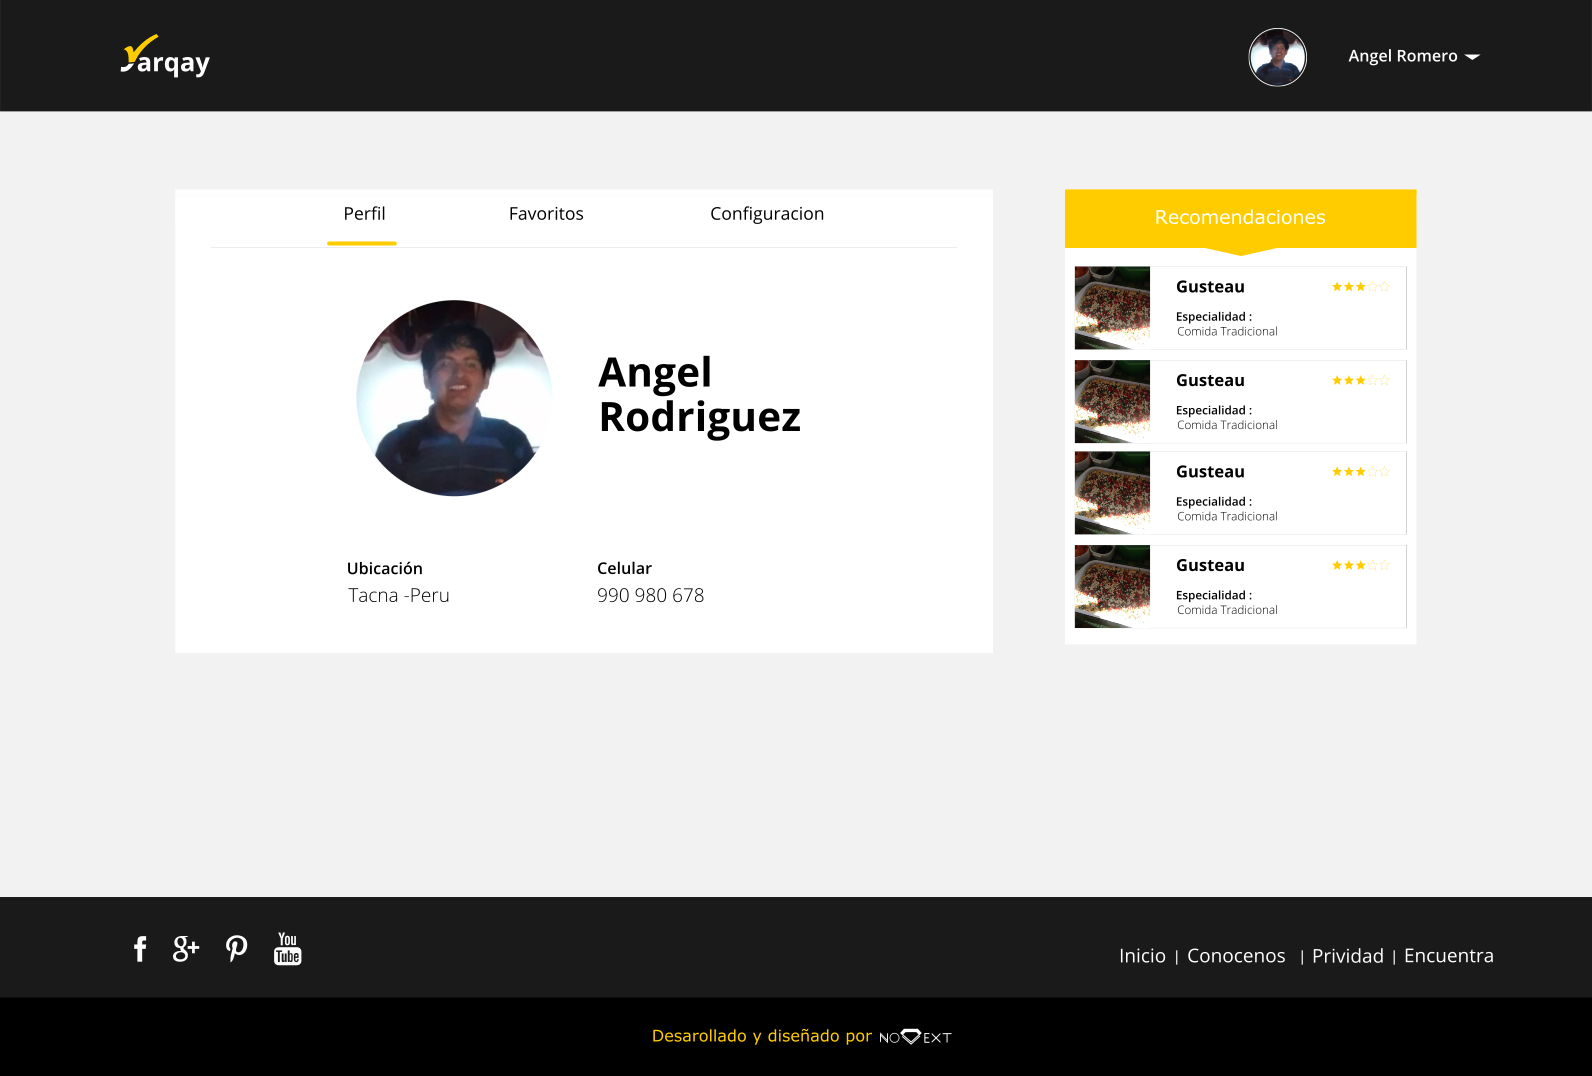 Yarqay
Angel Romero
Perfil
Favoritos
Configuracion
Angel
Rodriguez
Ubicación
Tacna -Peru
Celular
990 980 678
Recomendaciones
Gusteau
Especialidad :
Comida Tradicional
Gusteau
Especialidad :
Comida Tradicional
Gusteau
Especialidad :
Comida Tradicional
Gusteau
Especialidad :
Comida Tradicional
f
g+
P
You
Tube
Inicio | Conocenos | Prividad | Encuentra
Desarollado y diseñado por NO EXT